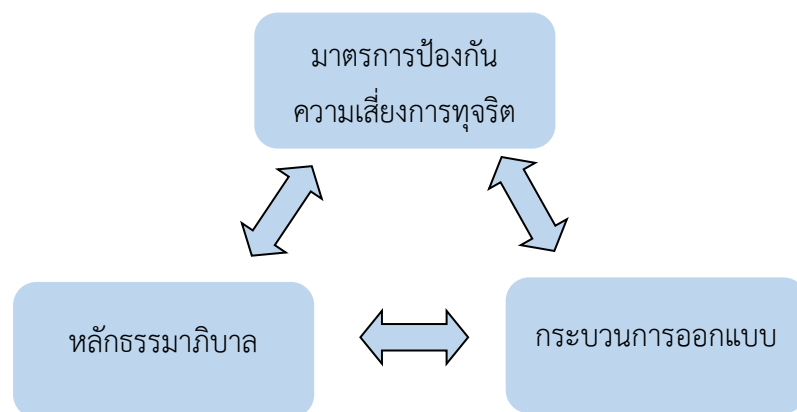 มาตรการป้องกัน
ความเสี่ยงการทุจริต
หลักธรรมาภิบาล
กระบวนการออกแบบ